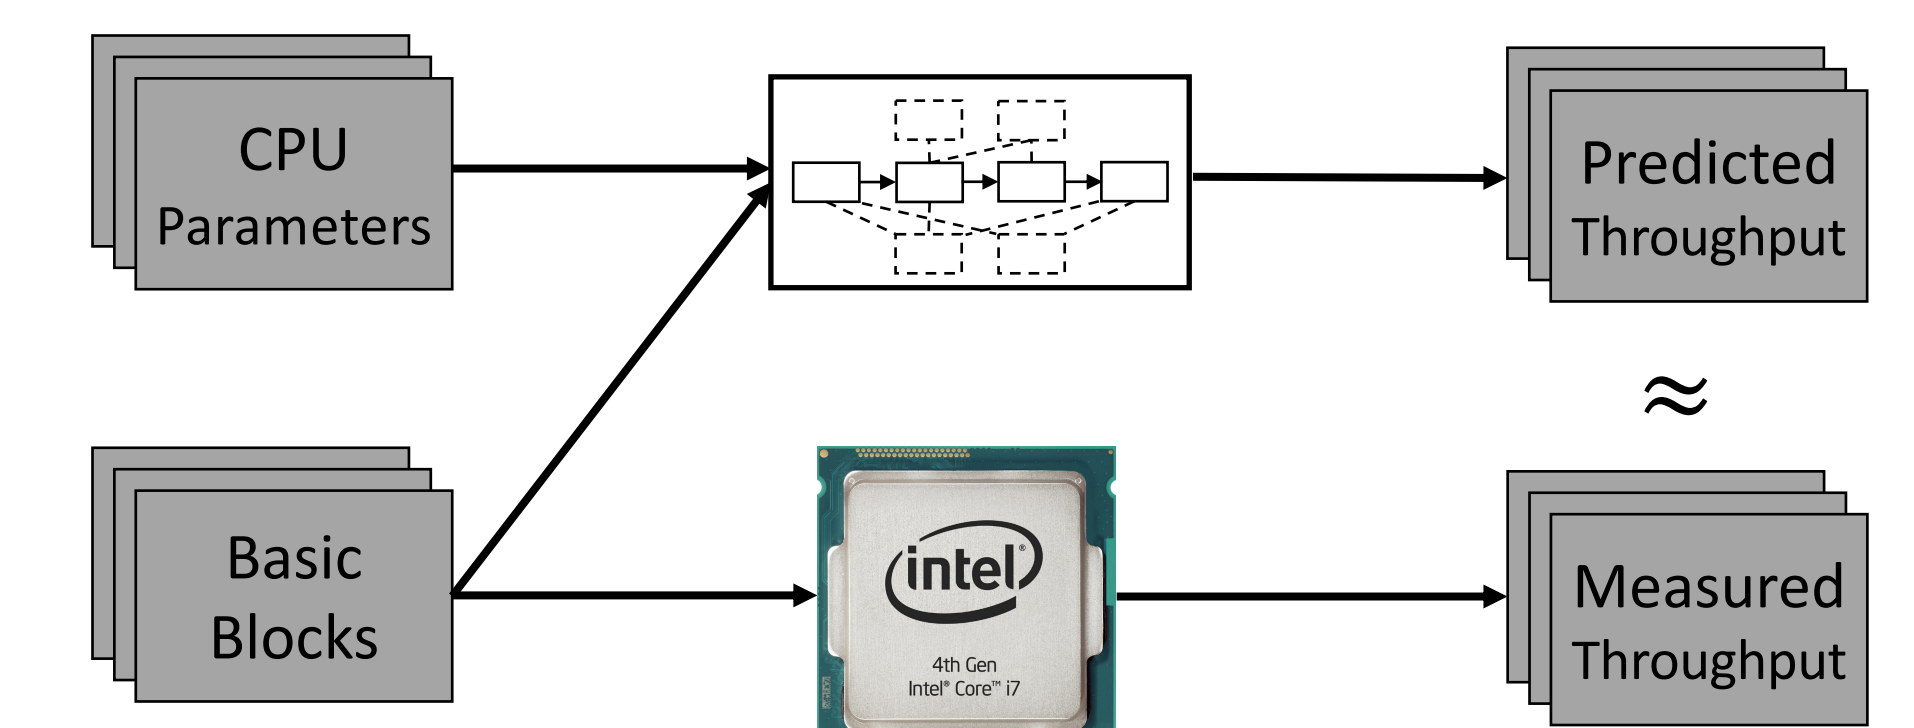 CPU
Parameters
Predicted
Throughput
≈
Basic
Blocks
intel®
4th Gen
Intel® Core™ i7
Measured
Throughput